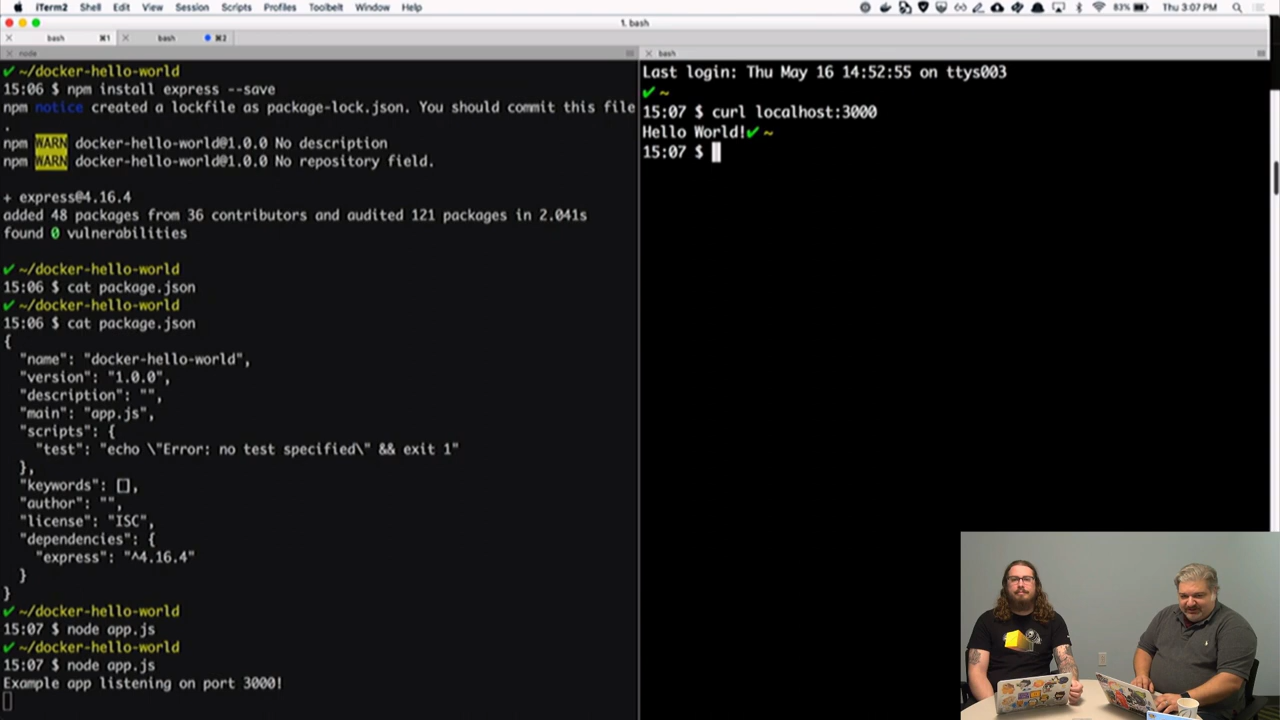 iTerm2 Shell Edit View Session Scripts Profiles Toolbelt Window Help 83% Thu 3:07 PM
1. bash
bash ⌘1 bash ⌘2
node
✔ ~/docker-hello-world
15:06 $ npm install express --save
npm notice created a lockfile as package-lock.json. You should commit this file
.
npm WARN docker-hello-world@1.0.0 No description
npm WARN docker-hello-world@1.0.0 No repository field.
+ express@4.16.4
added 48 packages from 36 contributors and audited 121 packages in 2.041s
found 0 vulnerabilities
✔ ~/docker-hello-world
15:06 $ cat package.json
✔ ~/docker-hello-world
15:06 $ cat package.json
{
"name": "docker-hello-world",
"version": "1.0.0",
"description": "",
"main": "app.js",
"scripts": {
"test": "echo \"Error: no test specified\" && exit 1"
},
"keywords": [],
"author": "",
"license": "ISC",
"dependencies": {
"express": "^4.16.4"
}
}
✔ ~/docker-hello-world
15:07 $ node app.js
✔ ~/docker-hello-world
15:07 $ node app.js
Example app listening on port 3000!
bash
Last login: Thu May 16 14:52:55 on ttys003
✔ ~
15:07 $ curl localhost:3000
Hello World!✔ ~
15:07 $